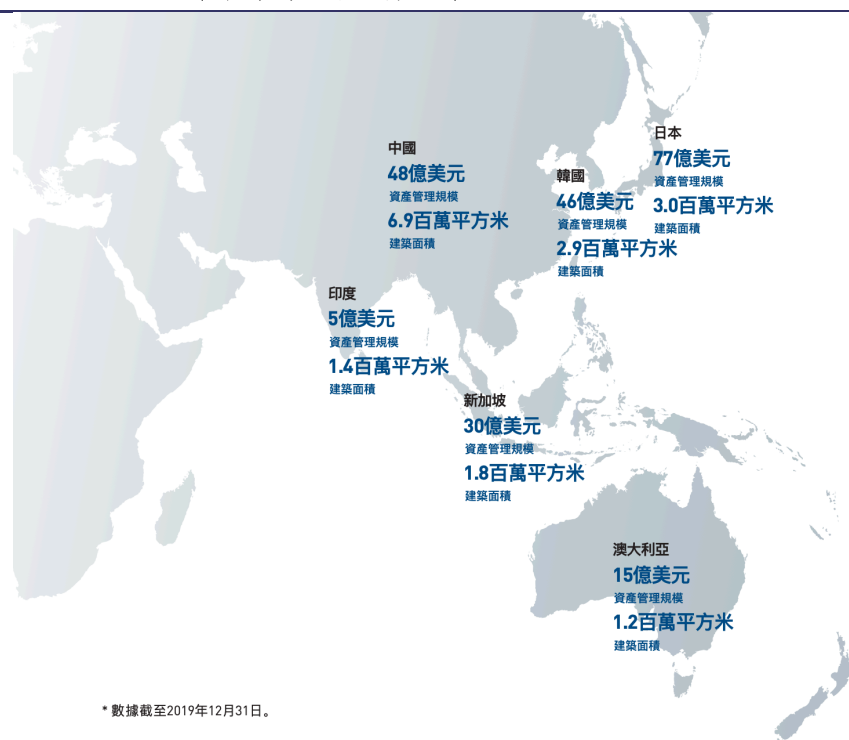 中國
48億美元
資產管理規模
6.9百萬平方米
建築面積
日本
77億美元
資產管理規模
3.0百萬平方米
建築面積
韓國
46億美元
資產管理規模
2.9百萬平方米
建築面積
印度
5億美元
資產管理規模
1.4百萬平方米
建築面積
新加坡
30億美元
資產管理規模
1.8百萬平方米
建築面積
澳大利亞
15億美元
資產管理規模
1.2百萬平方米
建築面積
* 數據截至2019年12月31日。